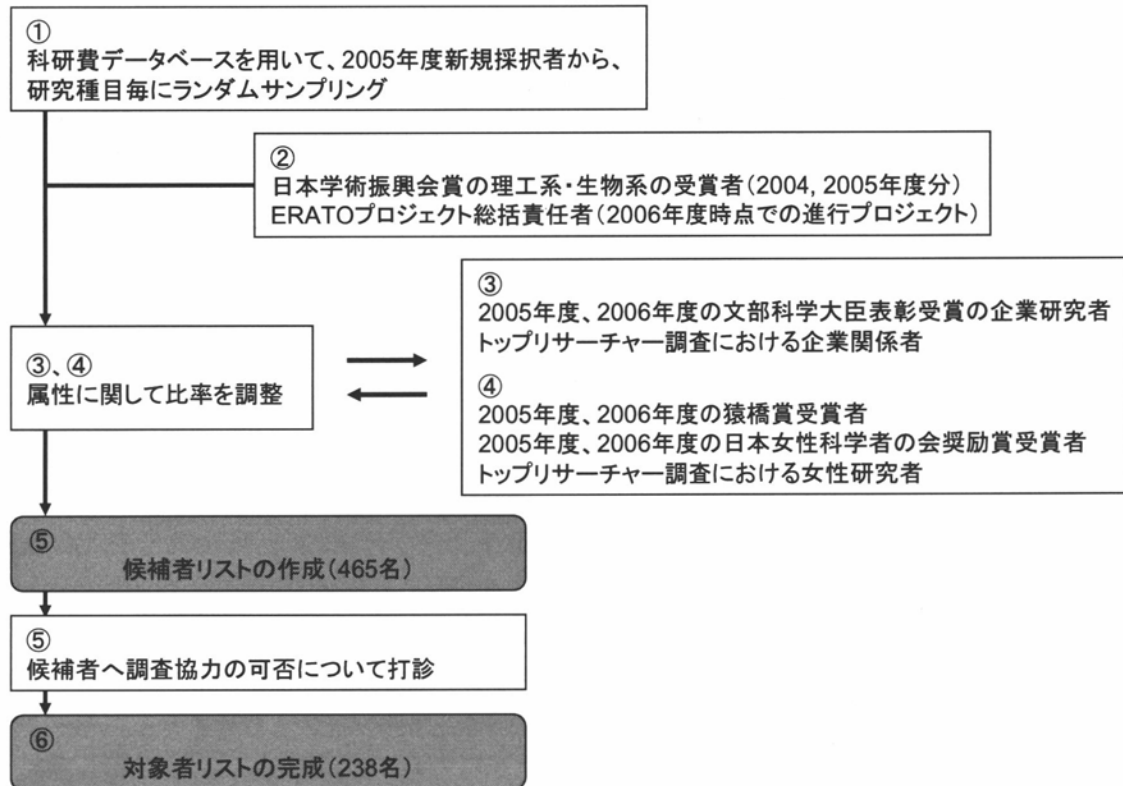 ①
科研費データベースを用いて、2005年度新規採択者から、
研究種目毎にランダムサンプリング
②
日本学術振興会賞の理工系・生物系の受賞者(2004, 2005年度分)
ERATOプロジェクト総括責任者(2006年度時点での進行プロジェクト)
③
2005年度、2006年度の文部科学大臣表彰受賞の企業研究者
トップリサーチャー調査における企業関係者
④
2005年度、2006年度の猿橋賞受賞者
2005年度、2006年度の日本女性科学者の会奨励賞受賞者
トップリサーチャー調査における女性研究者
③、④
属性に関して比率を調整
⑤
候補者リストの作成(465名)
⑤
候補者へ調査協力の可否について打診
⑥
対象者リストの完成(238名)